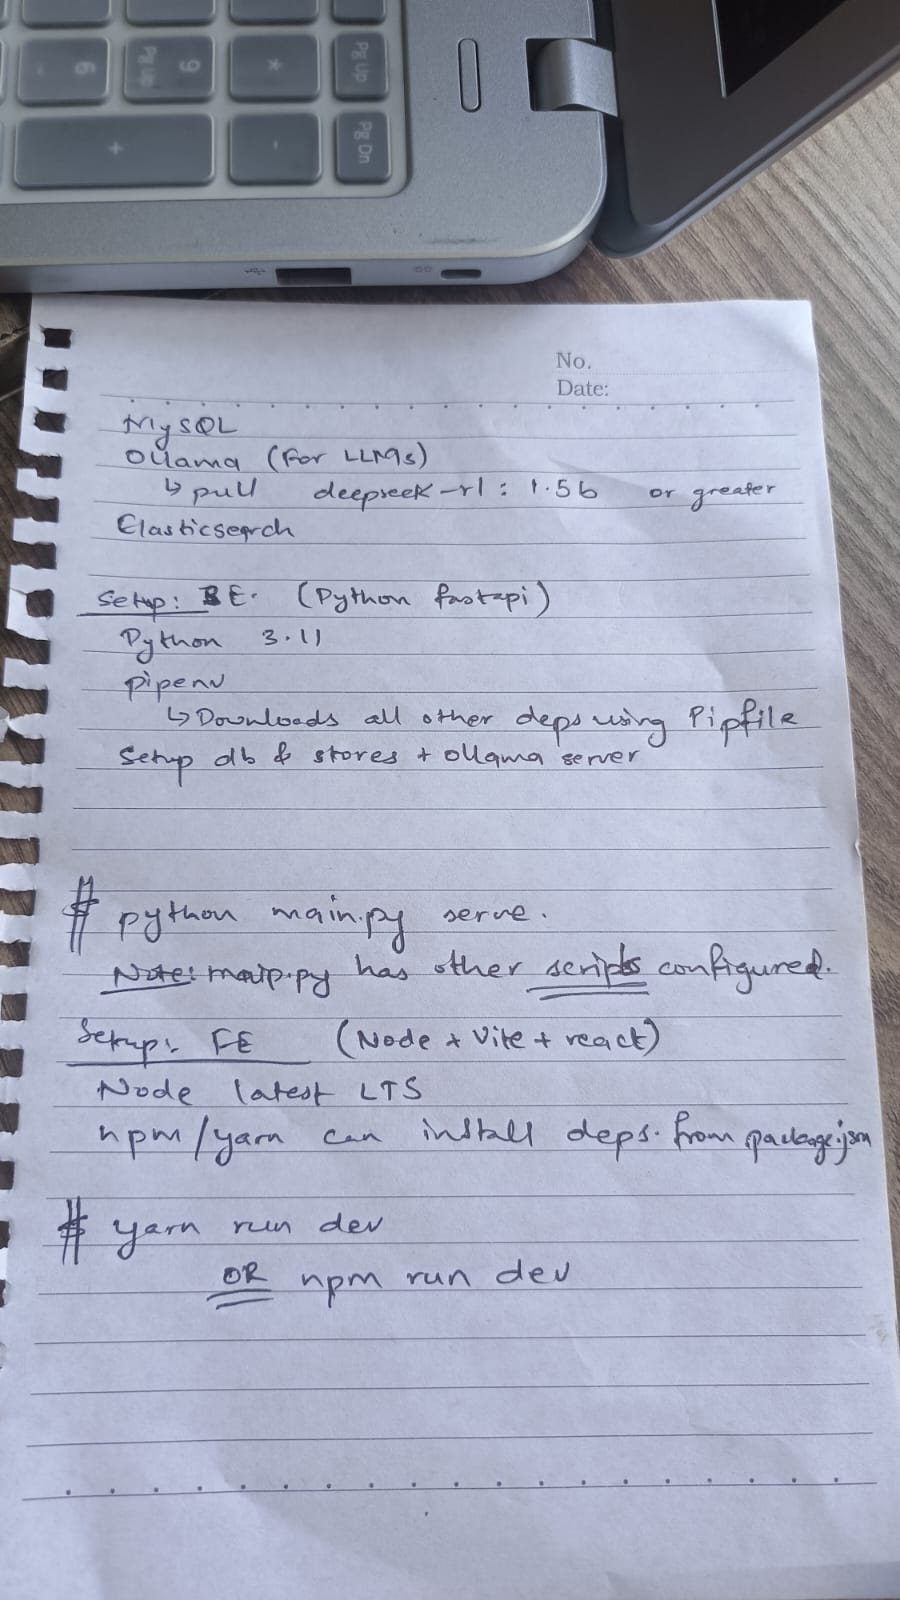 6
9
Pg Up
*
Pg Up
+
-
Pg Dn
No.
Date:
MySQL
Ollama (For LLMs)
↳ pull deepseek-r1 : 1.5b or greater
Elasticsearch
Setup: BE. (Python fastapi)
Python 3.11
pipenv
↳ Downloads all other deps using Pipfile
Setup db & stores + ollama server
# python main.py serve.
Note: main.py has other scripts configured.
Setup: FE (Node + Vite + react)
Node latest LTS
npm/yarn can install deps. from package.json
# yarn run dev
OR npm run dev